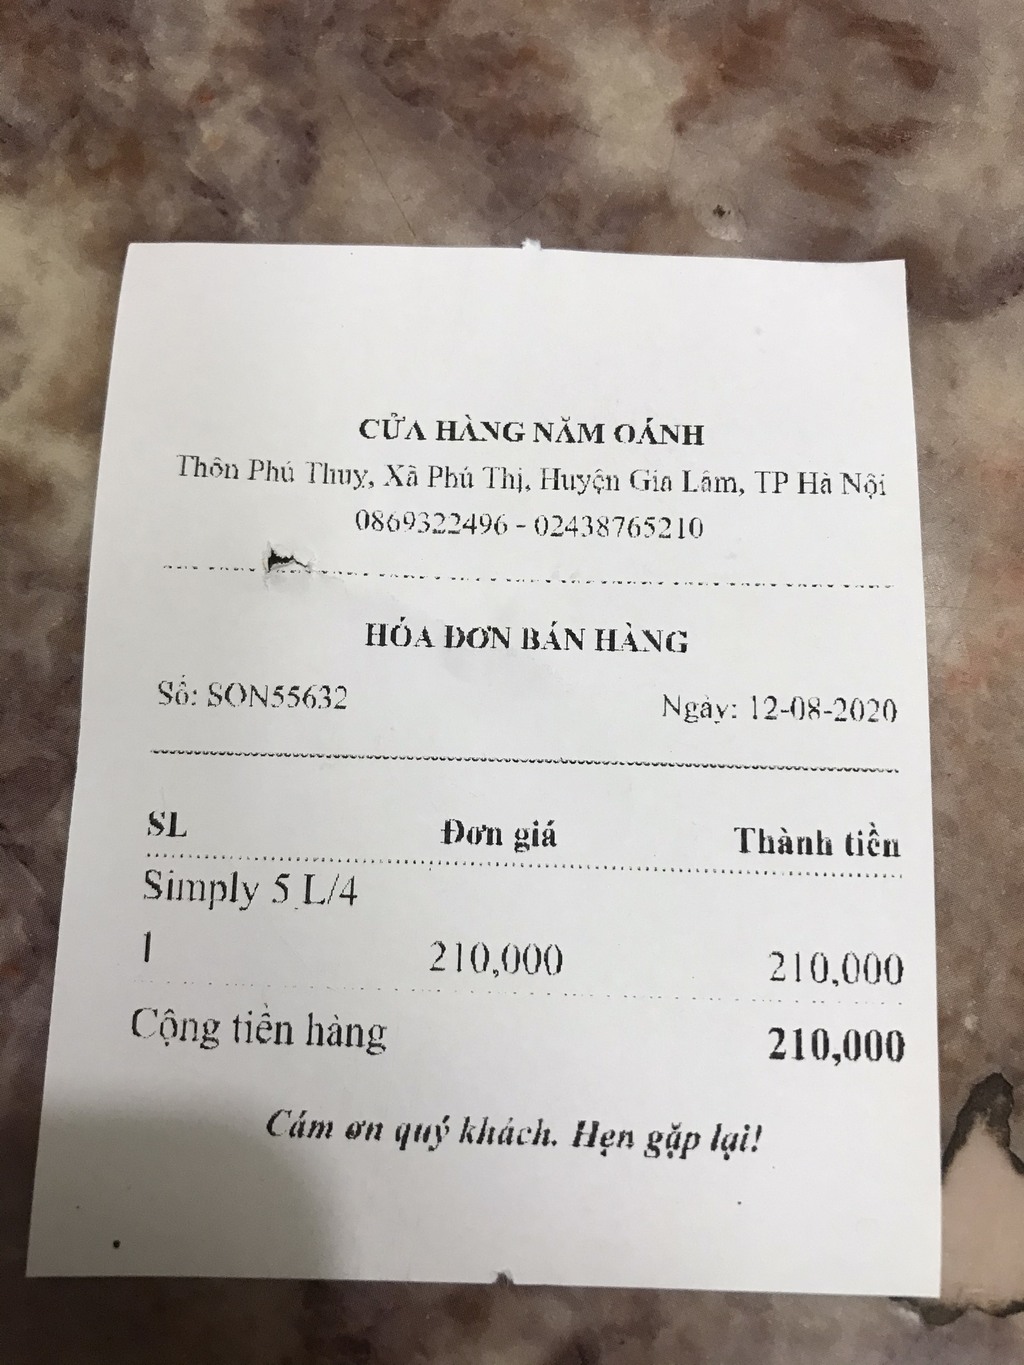 CỬA HÀNG NĂM OÁNH
Thôn Phú Thuy, Xã Phú Thị, Huyện Gia Lâm, TP Hà Nội
0869322496 - 02438765210
HÓA ĐƠN BÁN HÀNG
Số: SON55632 Ngày: 12-08-2020
SL Đơn giá Thành tiền
Simply 5 L/4
1 210,000 210,000
Cộng tiền hàng 210,000
Cám ơn quý khách. Hẹn gặp lại!